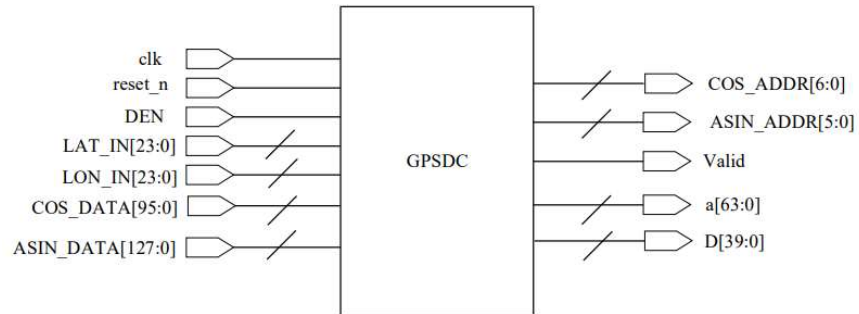 clk
reset_n
DEN
LAT_IN[23:0]
LON_IN[23:0]
COS_DATA[95:0]
ASIN_DATA[127:0]
GPSDC
COS_ADDR[6:0]
ASIN_ADDR[5:0]
Valid
a[63:0]
D[39:0]